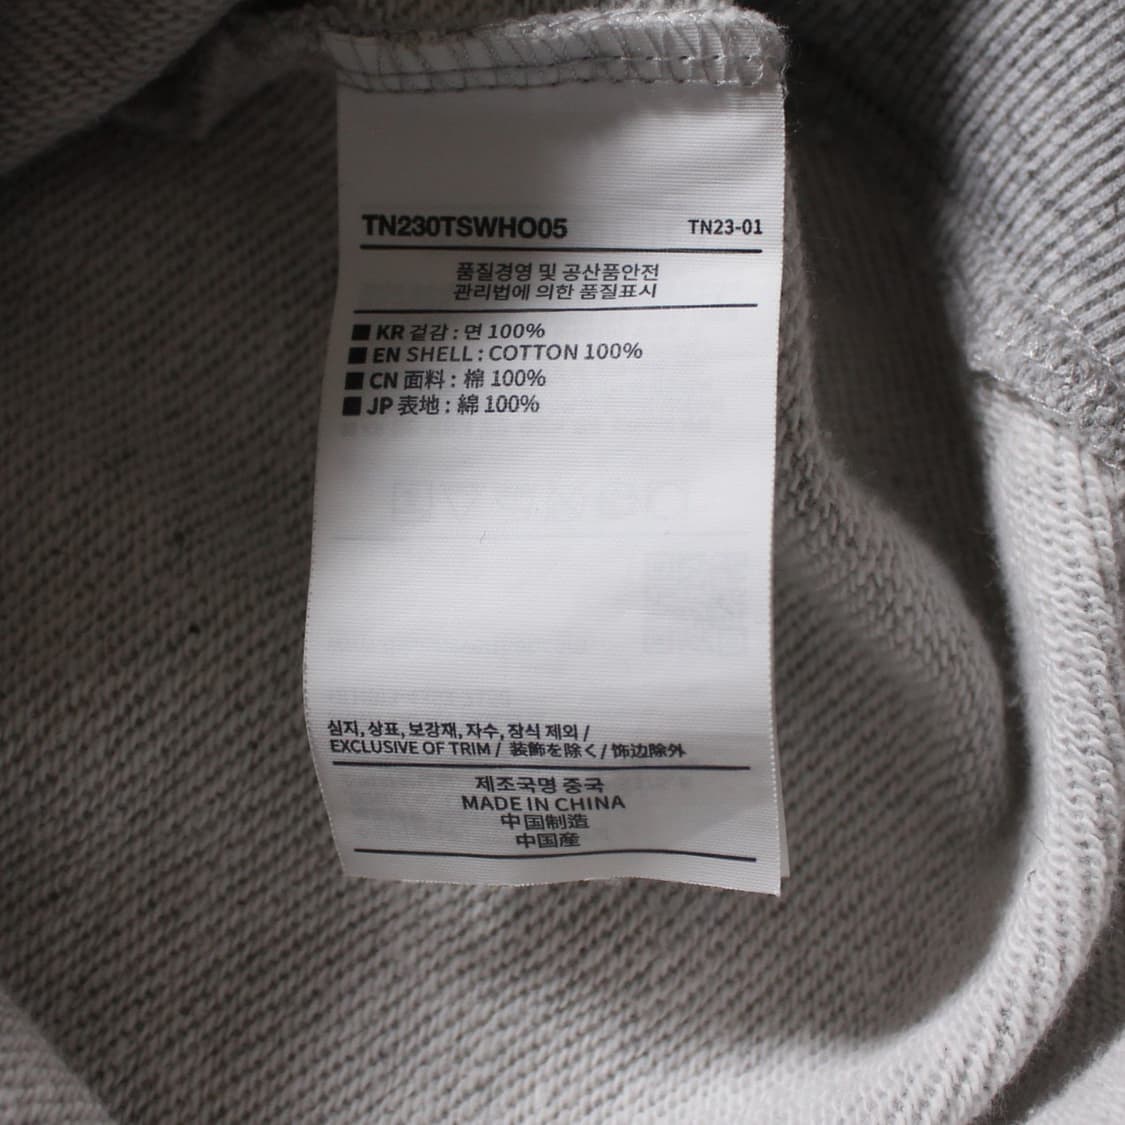 TN230TSWHO05 TN23-01
품질경영 및 공산품안전
관리법에 의한 품질표시
■ KR 겉감 : 면 100%
■ EN SHELL : COTTON 100%
■ CN 面料 : 棉 100%
■ JP 表地 : 綿 100%
심지, 상표, 보강재, 자수, 장식 제외 /
EXCLUSIVE OF TRIM / 装飾を除く/ 饰边除外
제조국명 중국
MADE IN CHINA
中国制造
中国産